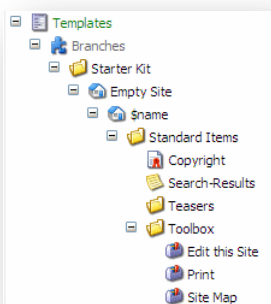 Templates
Branches
Starter Kit
Empty Site
$name
Standard Items
Copyright
Search-Results
Teasers
Toolbox
Edit this Site
Print
Site Map